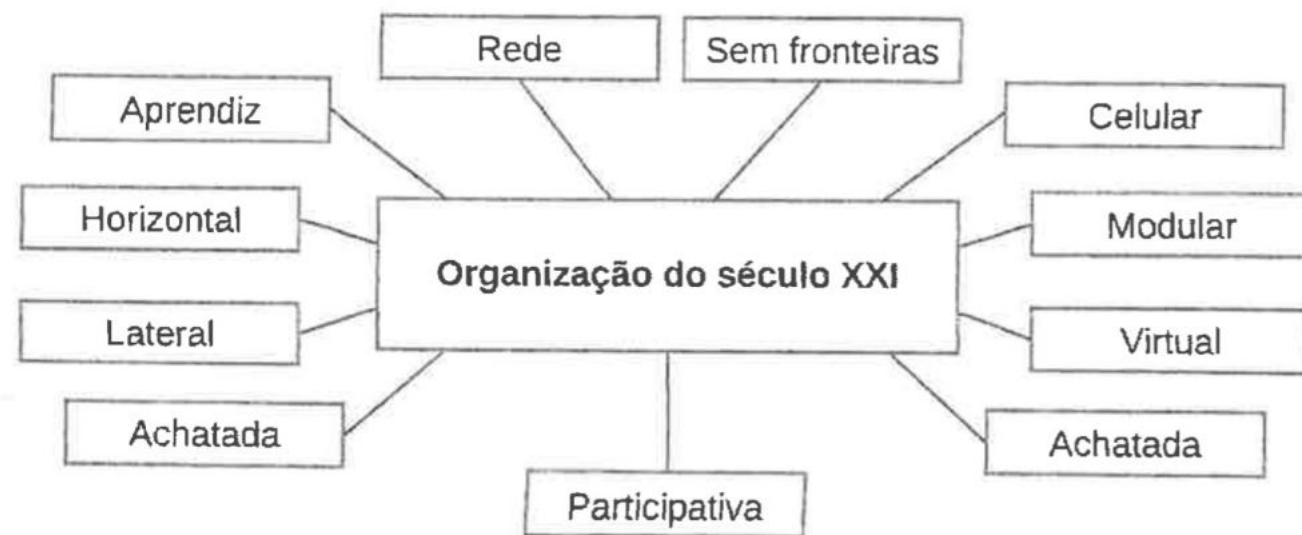 Rede
Sem fronteiras
Aprendiz
Celular
Horizontal
Modular
Organização do século XXI
Lateral
Virtual
Achatada
Achatada
Participativa